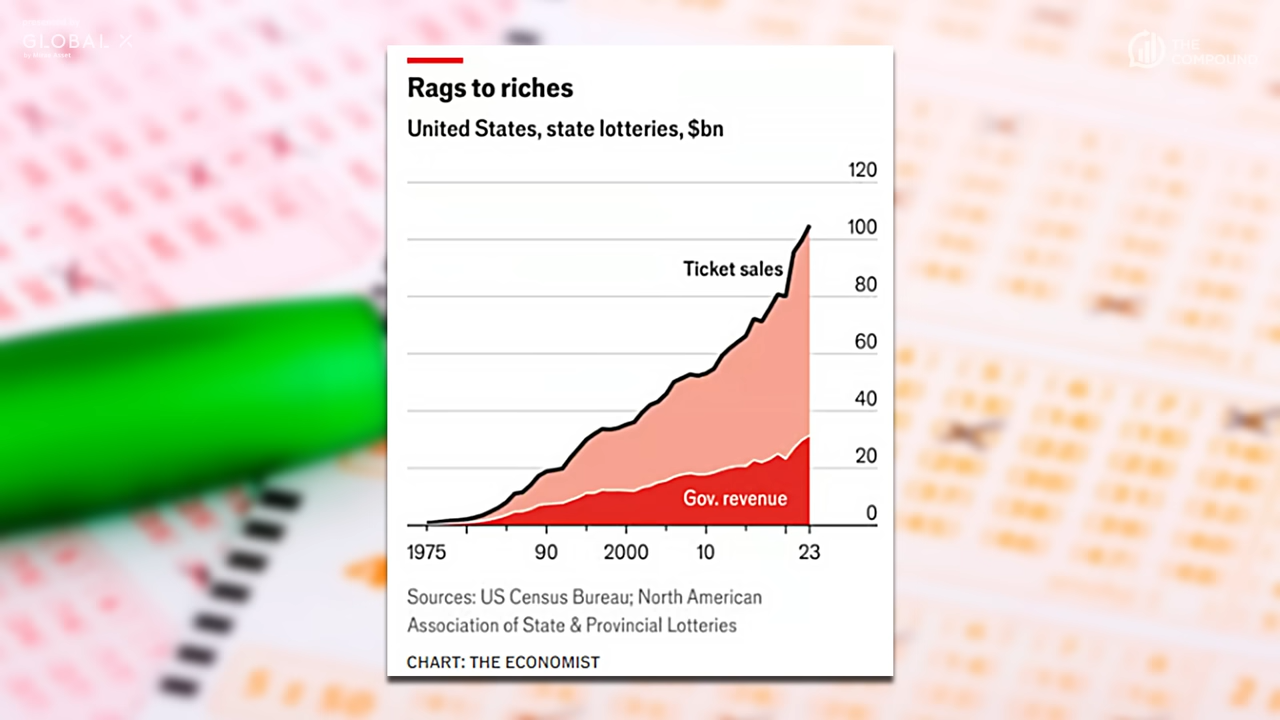 GLOBAL X
THE
COMPOUND
Rags to riches
United States, state lotteries, $bn
120
100
Ticket sales
80
60
40
20
Gov. revenue
0
1975 90 2000 10 23
Sources: US Census Bureau; North American
Association of State & Provincial Lotteries
CHART: THE ECONOMIST